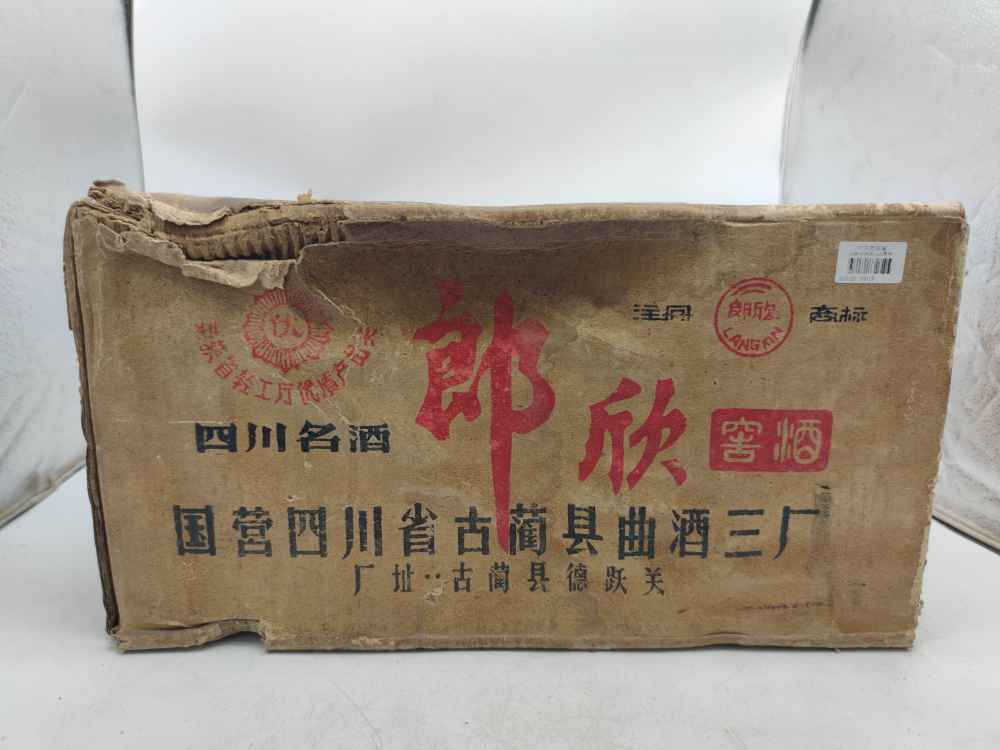 优
荣获省轻工厅优质产品奖
注册
郎欣
LANGXIN
商标
郎欣
窖酒
四川名酒
国营四川省古蔺县曲酒三厂
厂址：古蔺县德跃关